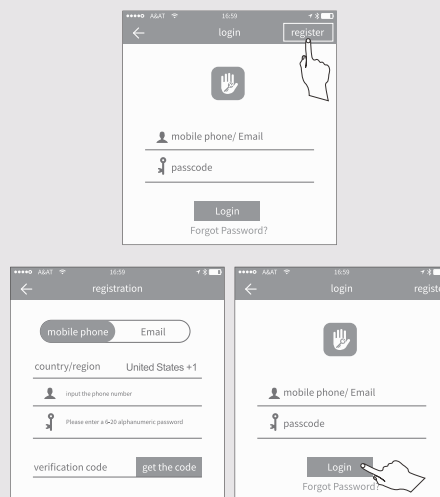 A&AT 16:59
login register
mobile phone/ Email
passcode
Login
Forgot Password?
A&AT 16:59
registration
mobile phone Email
country/region United States +1
input the phone number
Please enter a 6-20 alphanumeric password
verification code get the code
A&AT 16:59
login
mobile phone/ Email
passcode
Login
Forgot Password?